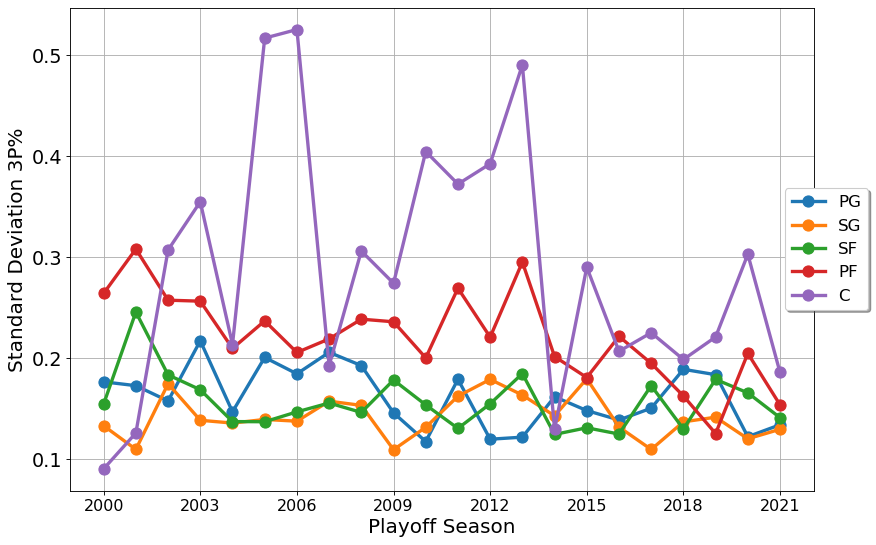 Standard Deviation 3P%
0.5
0.4
0.3
0.2
0.1
2000 2003 2006 2009 2012 2015 2018 2021
Playoff Season
PG
SG
SF
PF
C